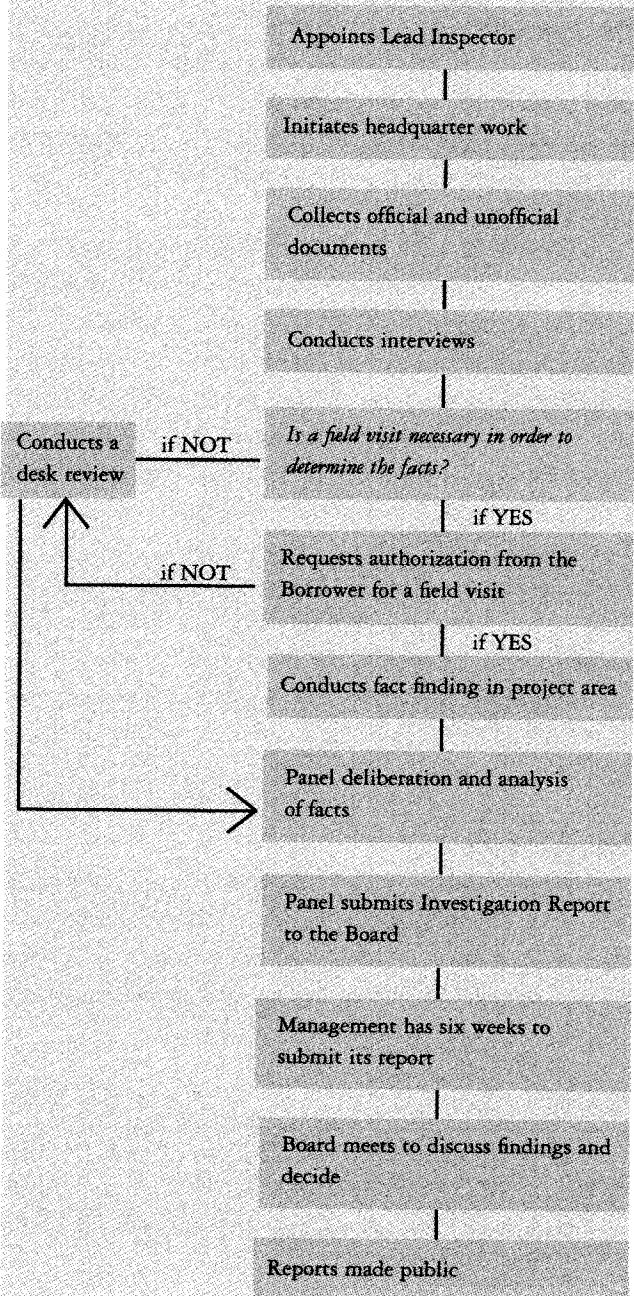 Appoints Lead Inspector
Initiates headquarter work
Collects official and unofficial
documents
Conducts interviews
Is a field visit necessary in order to
determine the facts?
if NOT
Conducts a
desk review
if YES
Requests authorization from the
Borrower for a field visit
if NOT
if YES
Conducts fact finding in project area
Panel deliberation and analysis
of facts
Panel submits Investigation Report
to the Board
Management has six weeks to
submit its report
Board meets to discuss findings and
decide
Reports made public